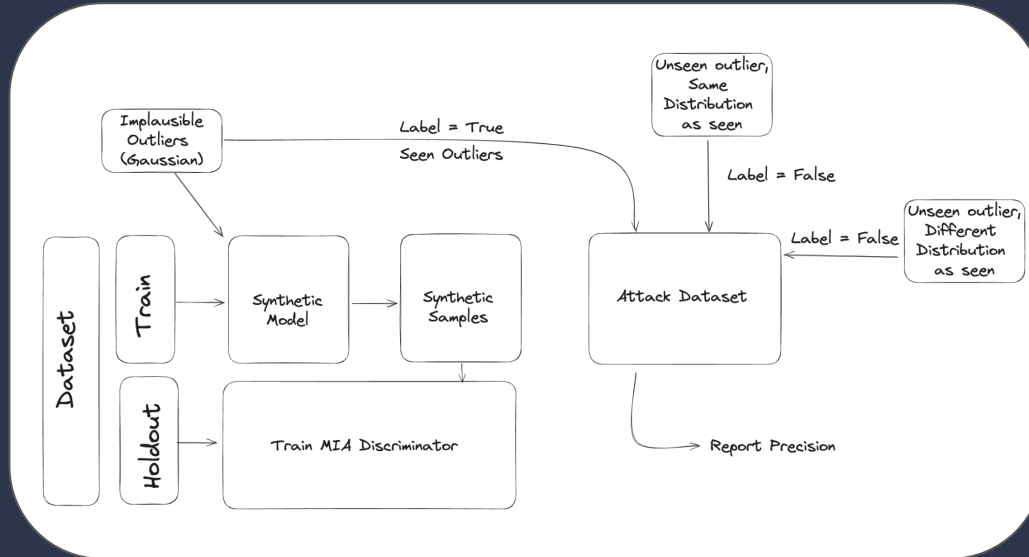 Unseen outlier,
Same
Distribution
as seen
Implausible
Outliers
(Gaussian)
Label = True
Seen Outliers
Label = False
Unseen outlier,
Different
Distribution
as seen
Label = False
Dataset
Train
Synthetic
Model
Synthetic
Samples
Attack Dataset
Holdout
Train MIA Discriminator
Report Precision